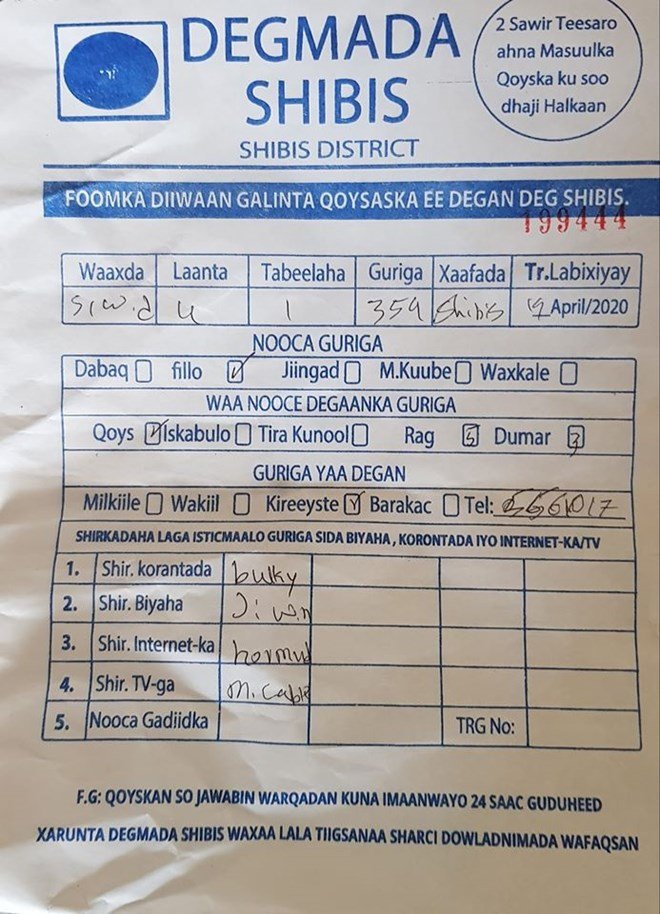 DEGMADA
SHIBIS
SHIBIS DISTRICT
2 Sawir Teesaro
ahna Masuulka
Qoyska ku soo
dhaji Halkaan
FOOMKA DIIWAAN GALINTA QOYSASKA EE DEGAN DEG SHIBIS.
199444
Waaxda Laanta Tabeelaha Guriga Xaafada Tr.Labixiyay
S.W.d 4 1 359 Shibis 19 April/2020
NOOCA GURIGA
Dabaq fillo Jiingad M.Kuube Waxkale
WAA NOOCE DEGAANKA GURIGA
Qoys Iskabulo Tira Kunool Rag 5 Dumar 3
GURIGA YAA DEGAN
Milkiile Wakiil Kireeyste Barakac Tel:
SHIRKADAHA LAGA ISTICMAALO GURIGA SIDA BIYAHA, KORONTADA IYO INTERNET-KA/TV
1. Shir. korantada bulky
2. Shir. Biyaha
3. Shir. Internet-ka hormud
4. Shir. TV-ga M.Cable
5. Nooca Gadiidka TRG No:
F.G: QOYSKAN SO JAWABIN WARQADAN KUNA IMAANWAYO 24 SAAC GUDUHEED
XARUNTA DEGMADA SHIBIS WAXAA LALA TIIGSANAA SHARCI DOWLADNIMADA WAFAQSAN